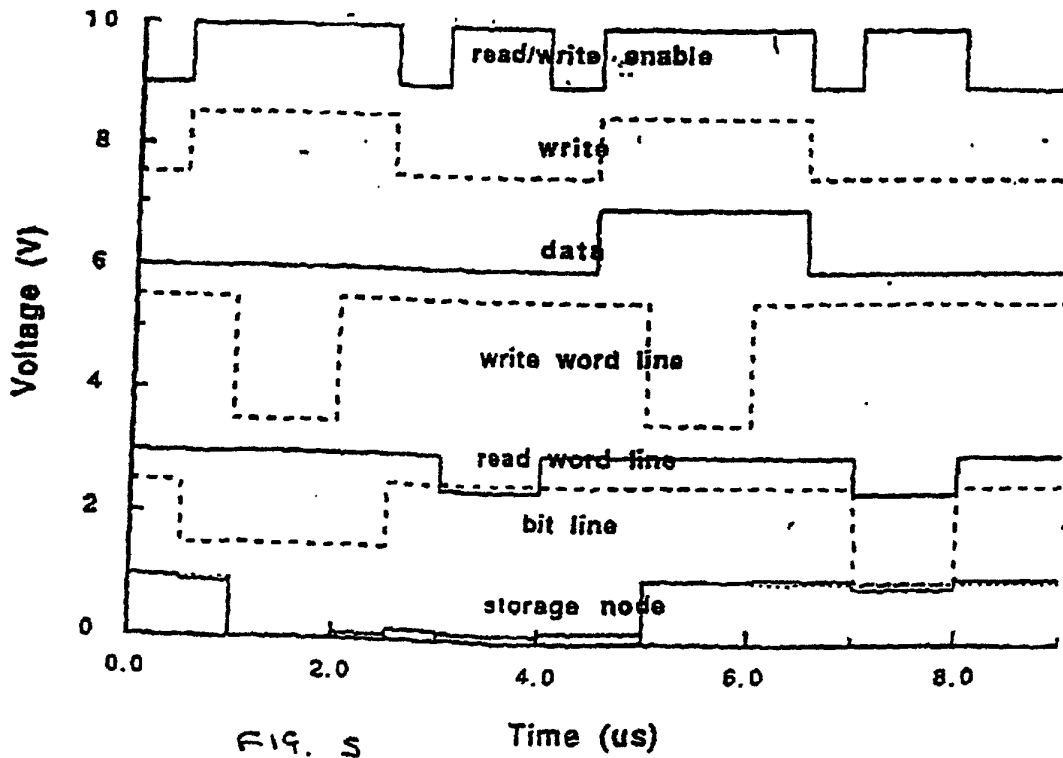 10
read/write enable
8
write
data
6
Voltage (V)
write word line
4
read word line
2
bit line
storage node
0
0.0 2.0 4.0 6.0 8.0
Time (us)
FIG. 5